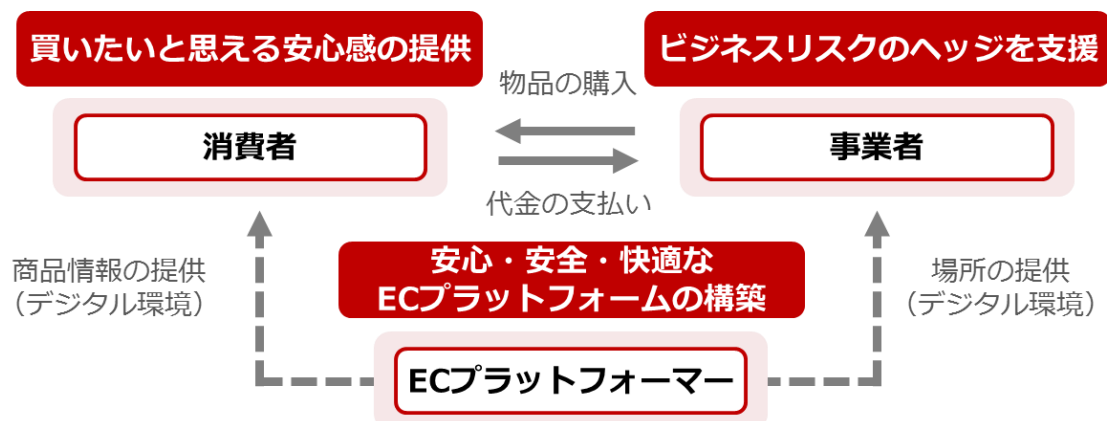 買いたいと思える安心感の提供
ビジネスリスクのヘッジを支援
物品の購入
消費者
事業者
代金の支払い
商品情報の提供
（デジタル環境）
安心・安全・快適な
ECプラットフォームの構築
場所の提供
（デジタル環境）
ECプラットフォーマー